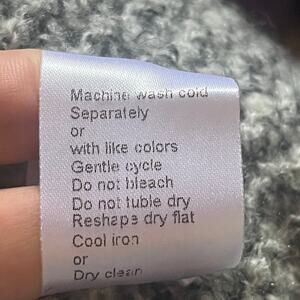 Machine wash cold
Separately
or
with like colors
Gentle cycle
Do not bleach
Do not tuble dry
Reshape dry flat
Cool iron
or
Dry clean